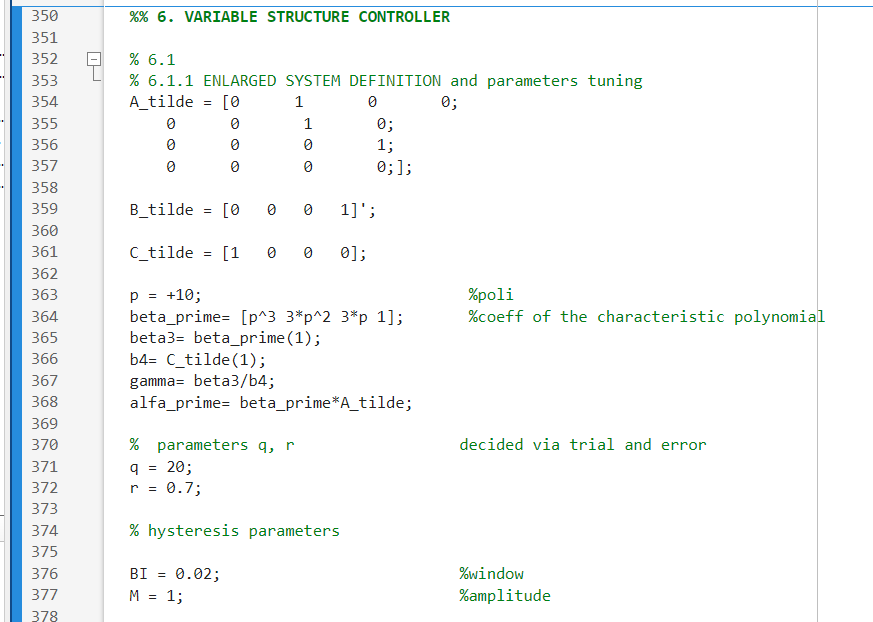 350 %% 6. VARIABLE STRUCTURE CONTROLLER
351
352 % 6.1
353 % 6.1.1 ENLARGED SYSTEM DEFINITION and parameters tuning
354 A_tilde = [0 1 0 0;
355 0 0 1 0;
356 0 0 0 1;
357 0 0 0 0;];
358
359 B_tilde = [0 0 0 1]';
360
361 C_tilde = [1 0 0 0];
362
363 p = +10; %poli
364 beta_prime= [p^3 3*p^2 3*p 1]; %coeff of the characteristic polynomial
365 beta3= beta_prime(1);
366 b4= C_tilde(1);
367 gamma= beta3/b4;
368 alfa_prime= beta_prime*A_tilde;
369
370 % parameters q, r decided via trial and error
371 q = 20;
372 r = 0.7;
373
374 % hysteresis parameters
375
376 BI = 0.02; %window
377 M = 1; %amplitude
378